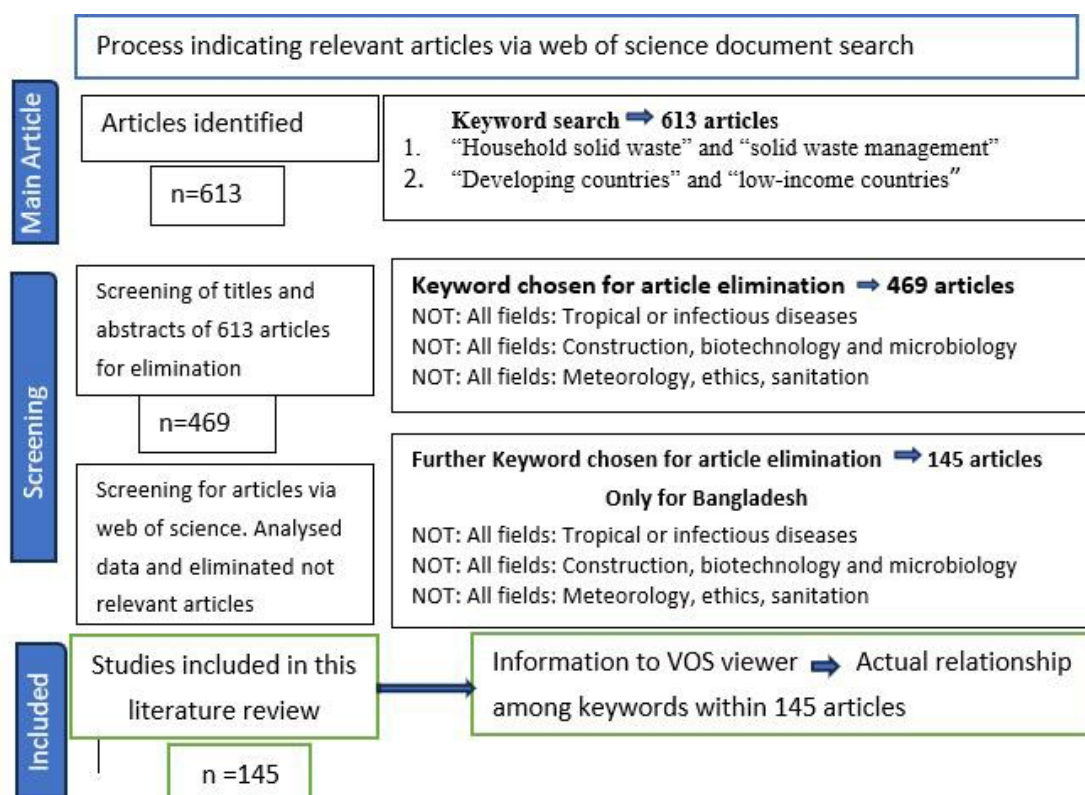 Process indicating relevant articles via web of science document search
Main Article
Articles identified
n=613
Keyword search ➡ 613 articles
1. “Household solid waste” and “solid waste management”
2. “Developing countries” and “low-income countries”
Screening
Screening of titles and
abstracts of 613 articles
for elimination
n=469
Keyword chosen for article elimination ➡ 469 articles
NOT: All fields: Tropical or infectious diseases
NOT: All fields: Construction, biotechnology and microbiology
NOT: All fields: Meteorology, ethics, sanitation
Screening for articles via
web of science. Analysed
data and eliminated not
relevant articles
Further Keyword chosen for article elimination ➡ 145 articles
Only for Bangladesh
NOT: All fields: Tropical or infectious diseases
NOT: All fields: Construction, biotechnology and microbiology
NOT: All fields: Meteorology, ethics, sanitation
Included
Studies included in this
literature review
n =145
Information to VOS viewer ➡ Actual relationship
among keywords within 145 articles